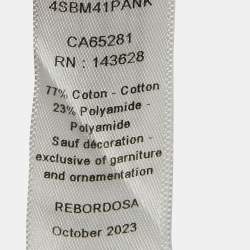 4SBM41PANK
CA65281
RN : 143628
77% Coton - Cotton
23% Polyamide -
Polyamide
Sauf décoration -
exclusive of garniture
and ornementation
REBORDOSA
October 2023